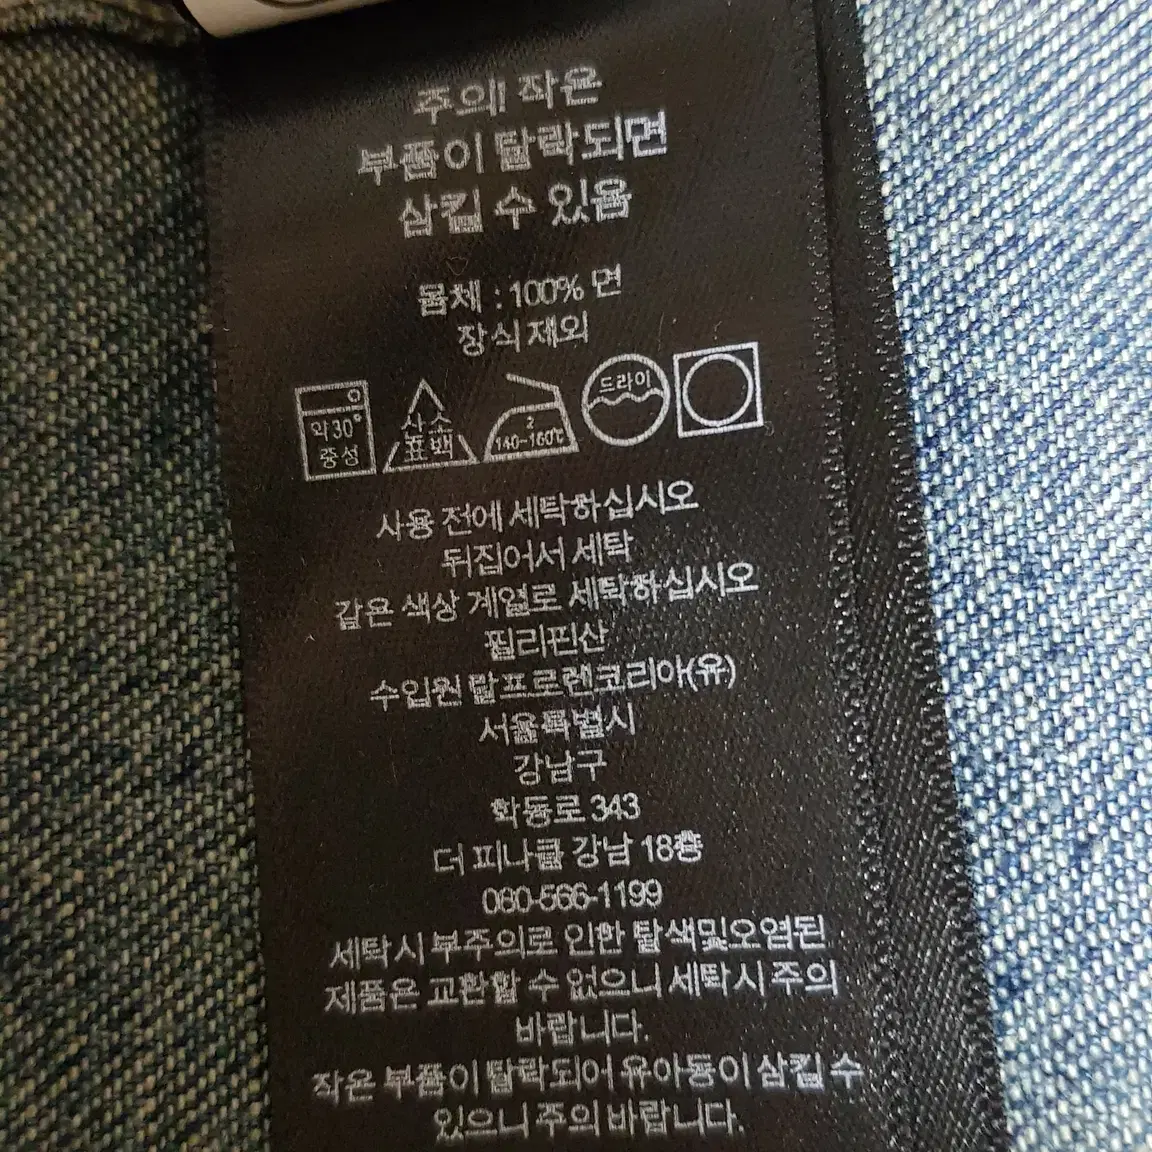 주의! 작은
부품이 탈락되면
삼킬 수 있음
몸체 : 100% 면
장식제외
약30°
중성
산소
표백
2
140~160℃
드라이
사용 전에 세탁하십시오
뒤집어서 세탁
같은 색상 계열로 세탁하십시오
필리핀산
수입원 랄프로렌코리아(유)
서울특별시
강남구
학동로 343
더 피나클 강남 18층
080-566-1199
세탁시 부주의로 인한 탈색및오염된
제품은 교환할 수 없으니 세탁시 주의
바랍니다.
작은 부품이 탈락되어 유아동이 삼킬 수
있으니 주의 바랍니다.